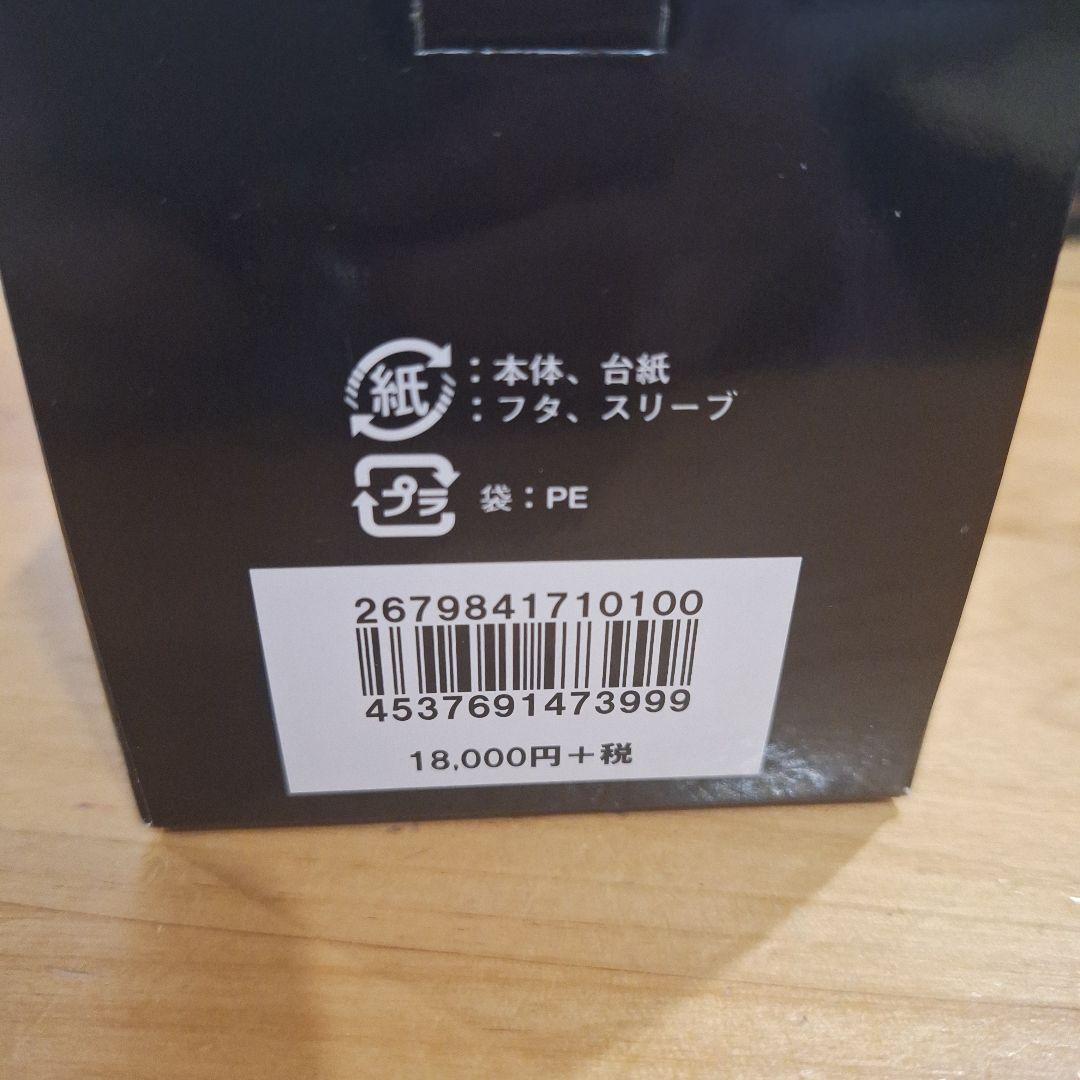 紙：本体、台紙
：フタ、スリーブ
プラ 袋：PE
26798417101OO
4537691473999
18,000円＋税